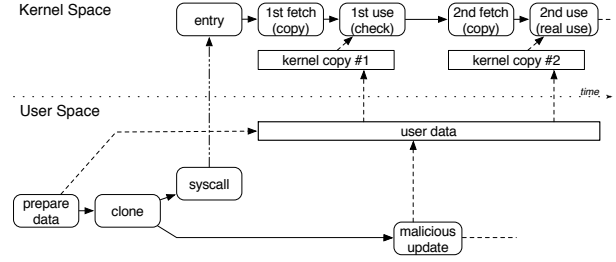 Kernel Space
entry
1st fetch
(copy)
1st use
(check)
2nd fetch
(copy)
2nd use
(real use)
kernel copy #1
kernel copy #2
time
User Space
user data
syscall
prepare
data
clone
malicious
update